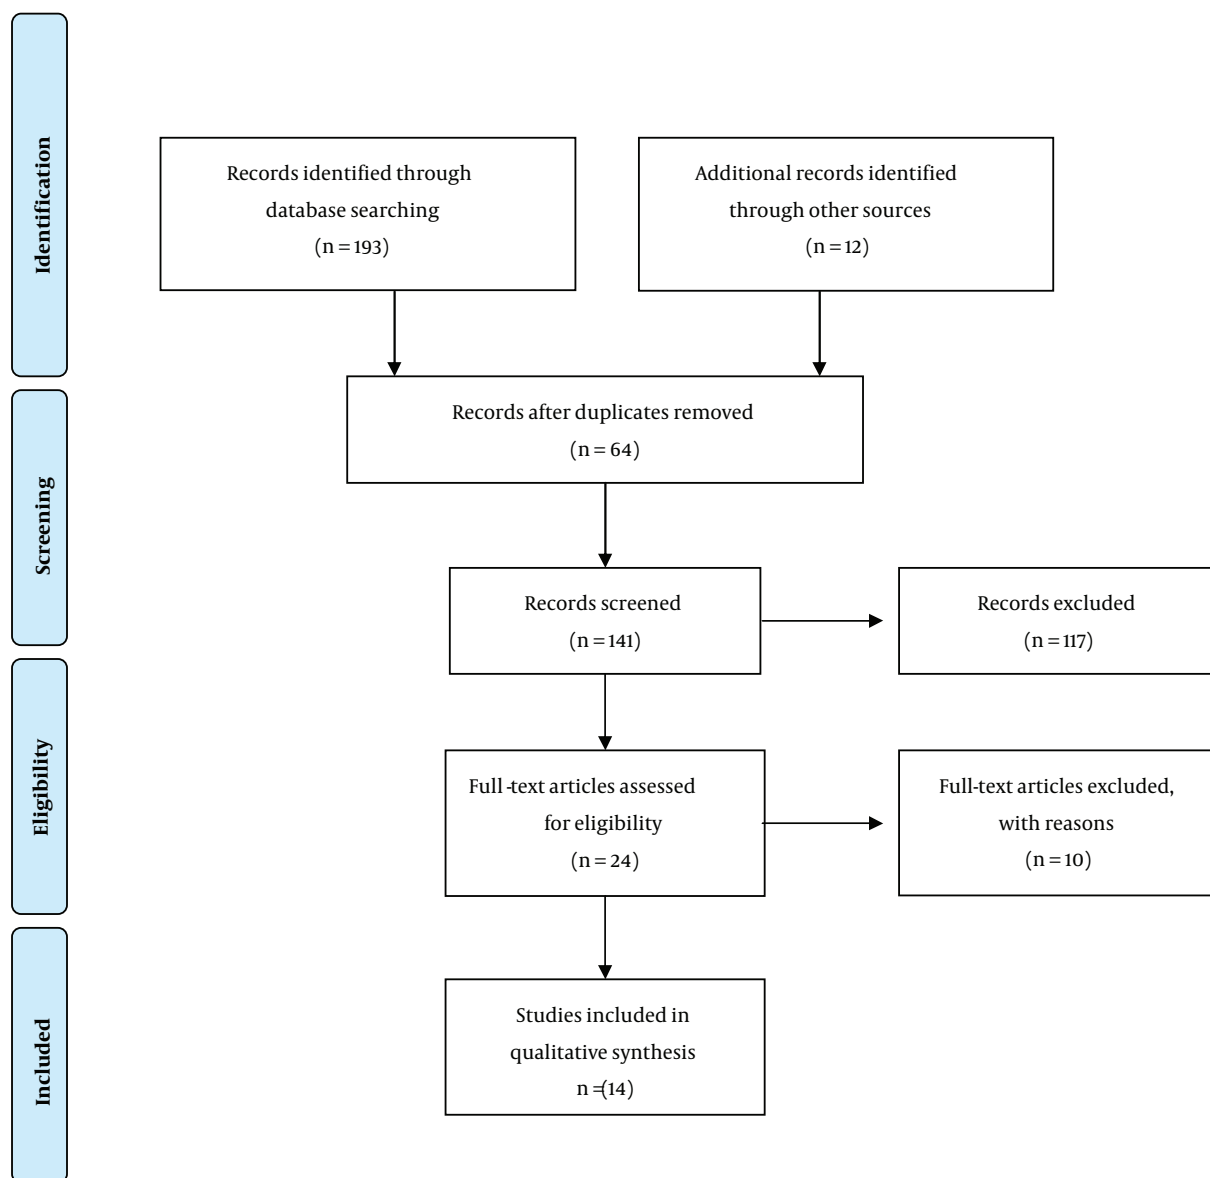 Identification
Records identified through
database searching
(n = 193)
Additional records identified
through other sources
(n = 12)
Records after duplicates removed
(n = 64)
Screening
Records screened
(n = 141)
Records excluded
(n = 117)
Eligibility
Full-text articles assessed
for eligibility
(n = 24)
Full-text articles excluded,
with reasons
(n = 10)
Included
Studies included in
qualitative synthesis
n =(14)